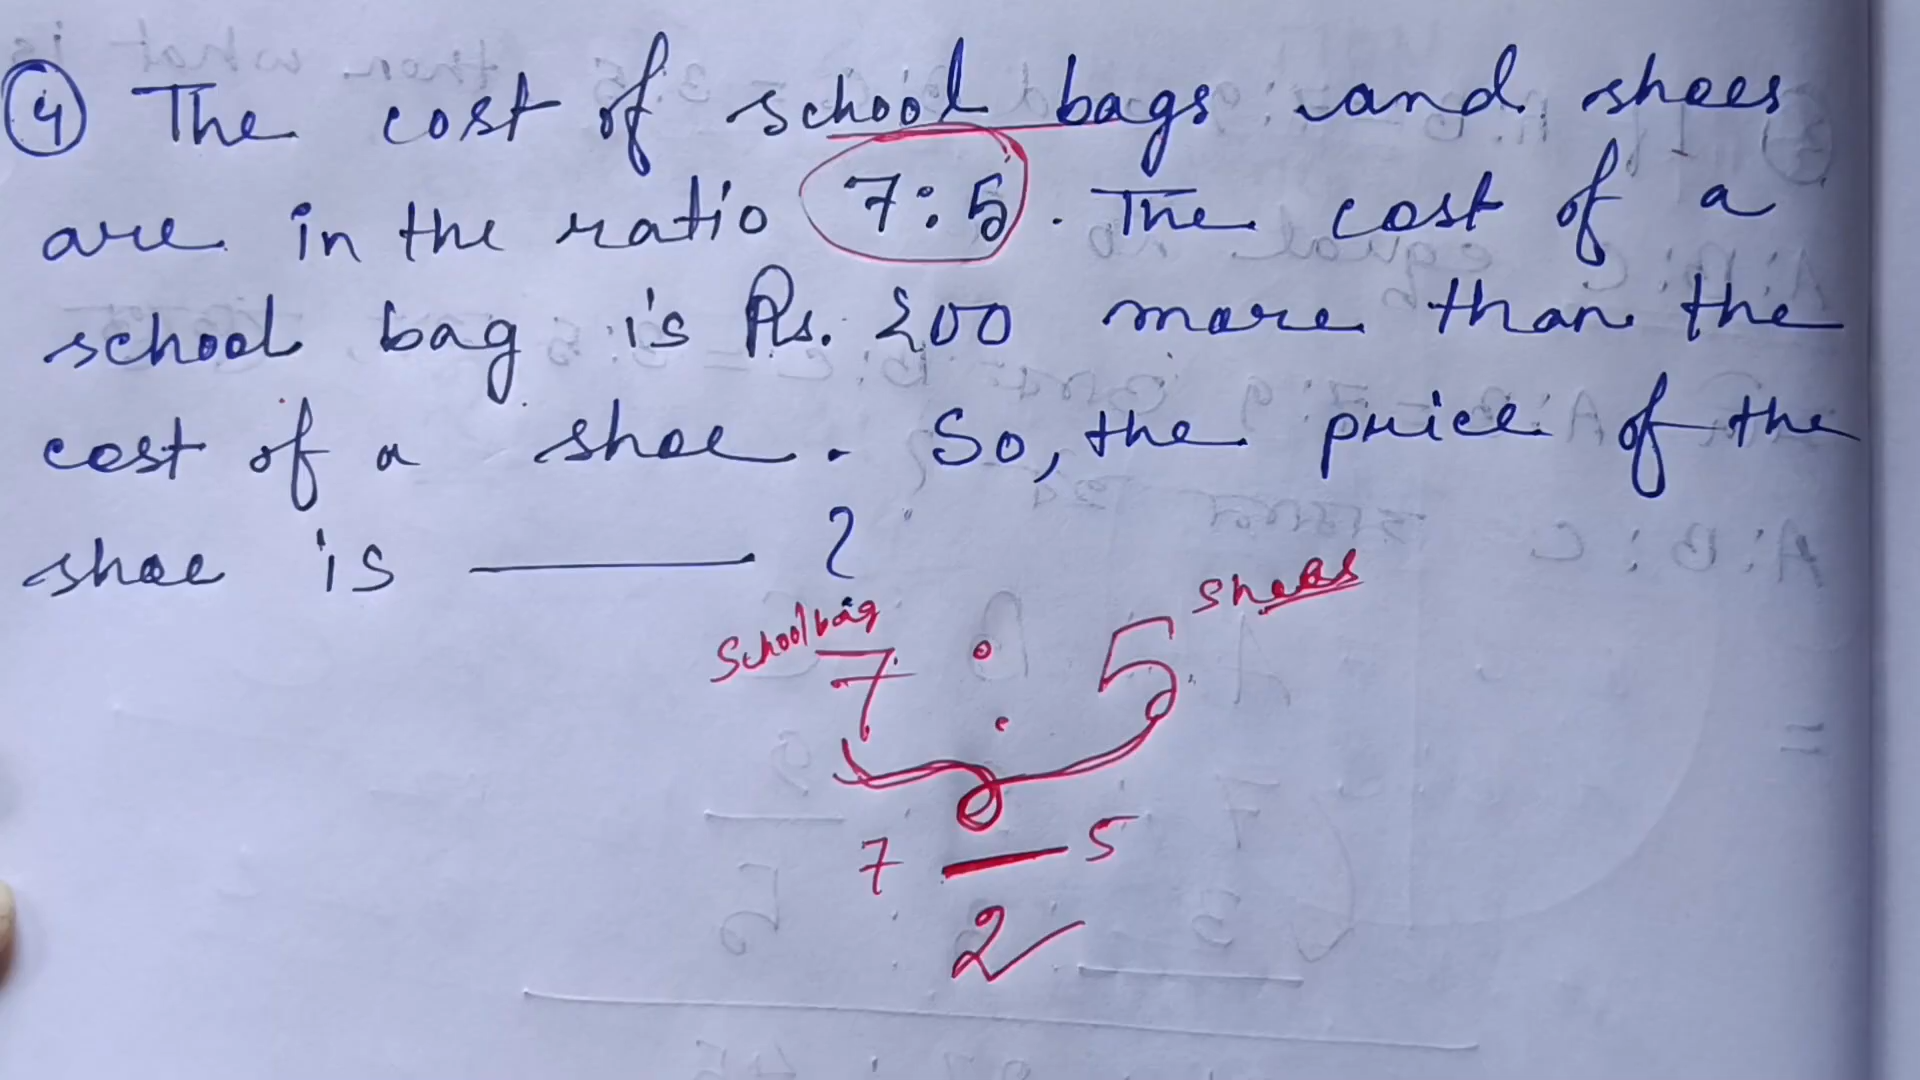 4 The cost of school bags and shoes
are in the ratio 7:5. The cost of a
school bag is Rs. 200 more than the
cost of a shoe. So, the price of the
shoe is ——— ?
School bag shoes
7 : 5
7 — 5
2